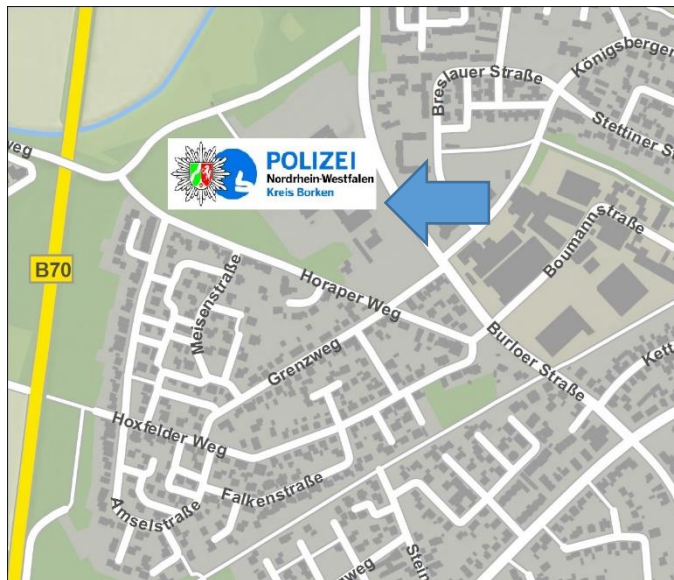 Königsberger
Breslauer Straße
Stettiner S
weg
POLIZEI
Nordrhein-Westfalen
Kreis Borken
Boumannstraße
B70
Meisenstraße
Horaper Weg
Grenzweg
Burloer Straße
Kett
Hoxfelder Weg
Falkenstraße
Amselstraße
weg
Stein